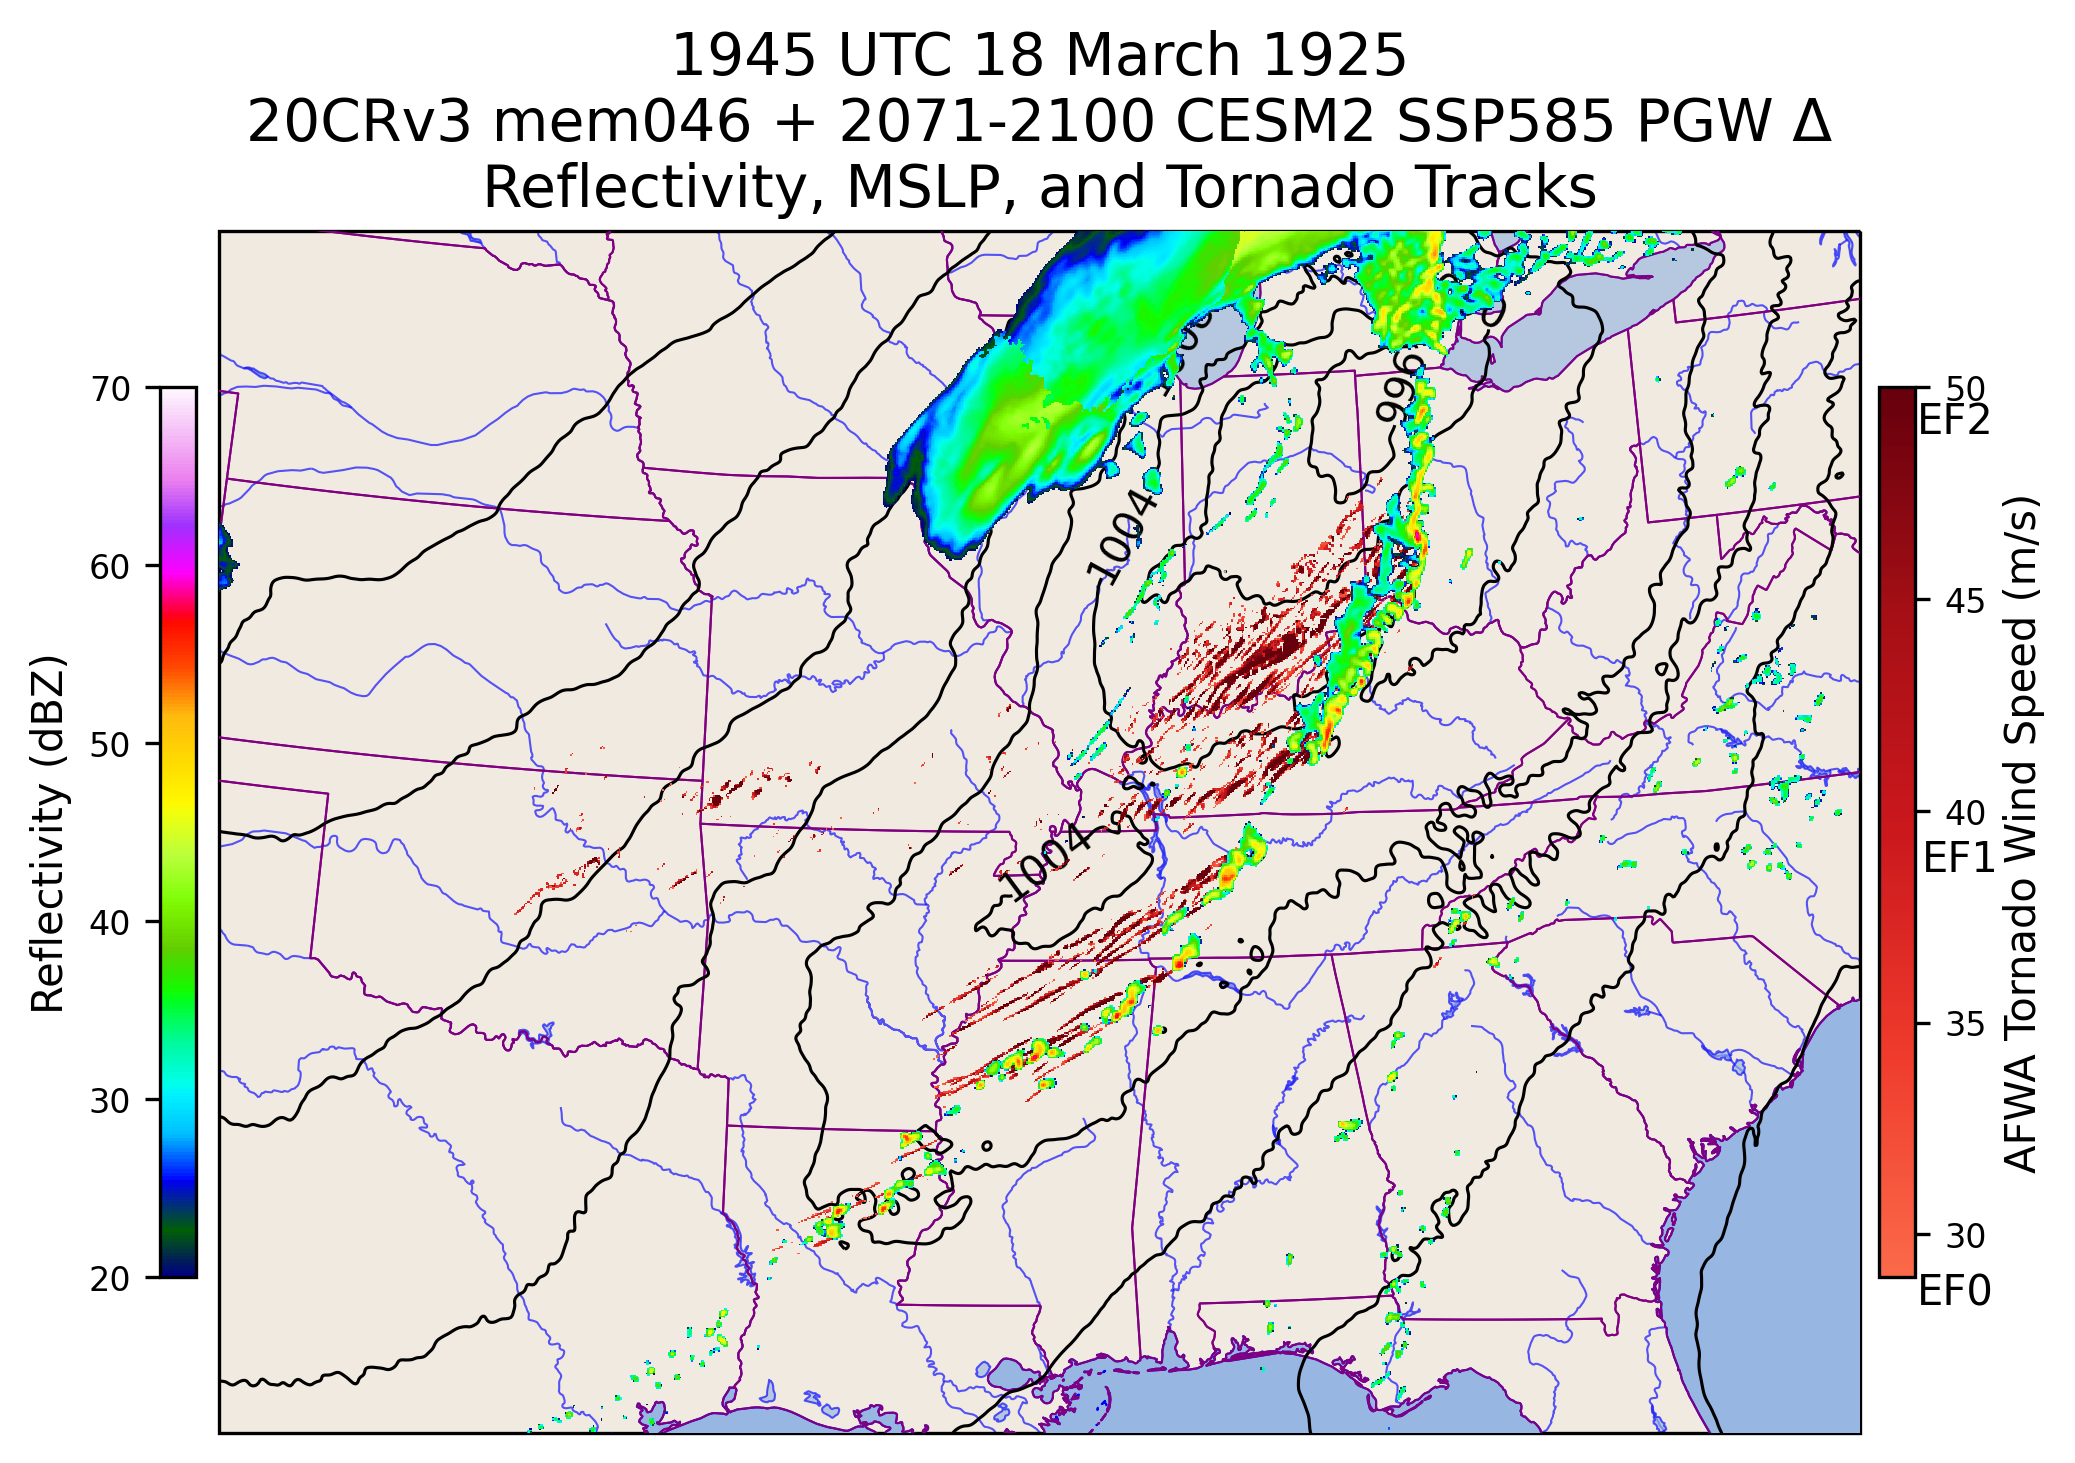 1945 UTC 18 March 1925
20CRv3 mem046 + 2071-2100 CESM2 SSP585 PGW Δ
Reflectivity, MSLP, and Tornado Tracks
Reflectivity (dBZ)
70
60
50
40
30
20
996
1004
1004
50
EF2
45
40
EF1
35
30
EF0
AFWA Tornado Wind Speed (m/s)